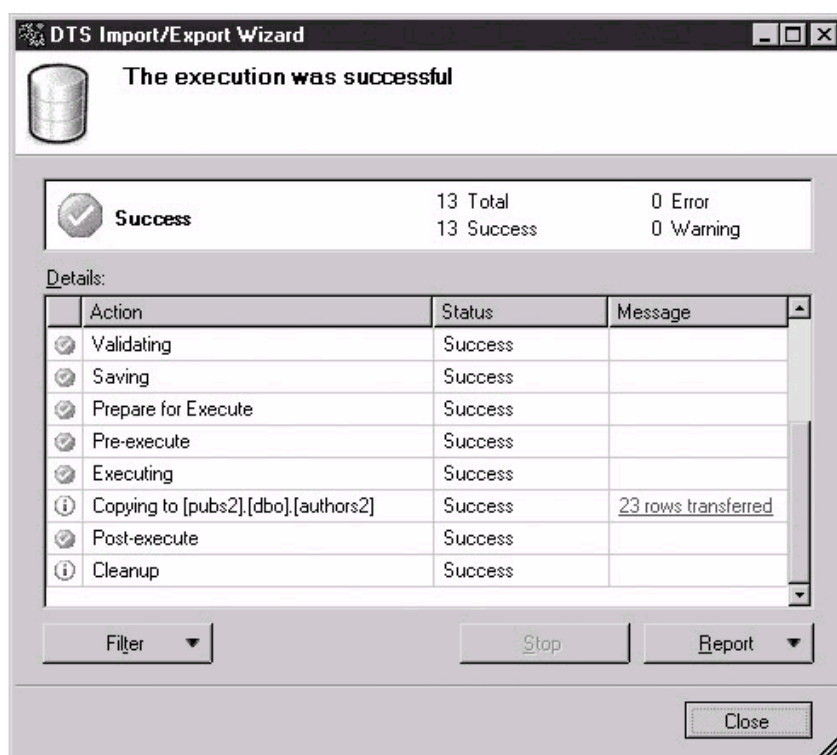 DTS Import/Export Wizard
The execution was successful
Success
13 Total
0 Error
13 Success
0 Warning
Details:
Action Status Message
Validating Success
Saving Success
Prepare for Execute Success
Pre-execute Success
Executing Success
Copying to [pubs2].[dbo].[authors2] Success 23 rows transferred
Post-execute Success
Cleanup Success
Filter Stop Report
Close